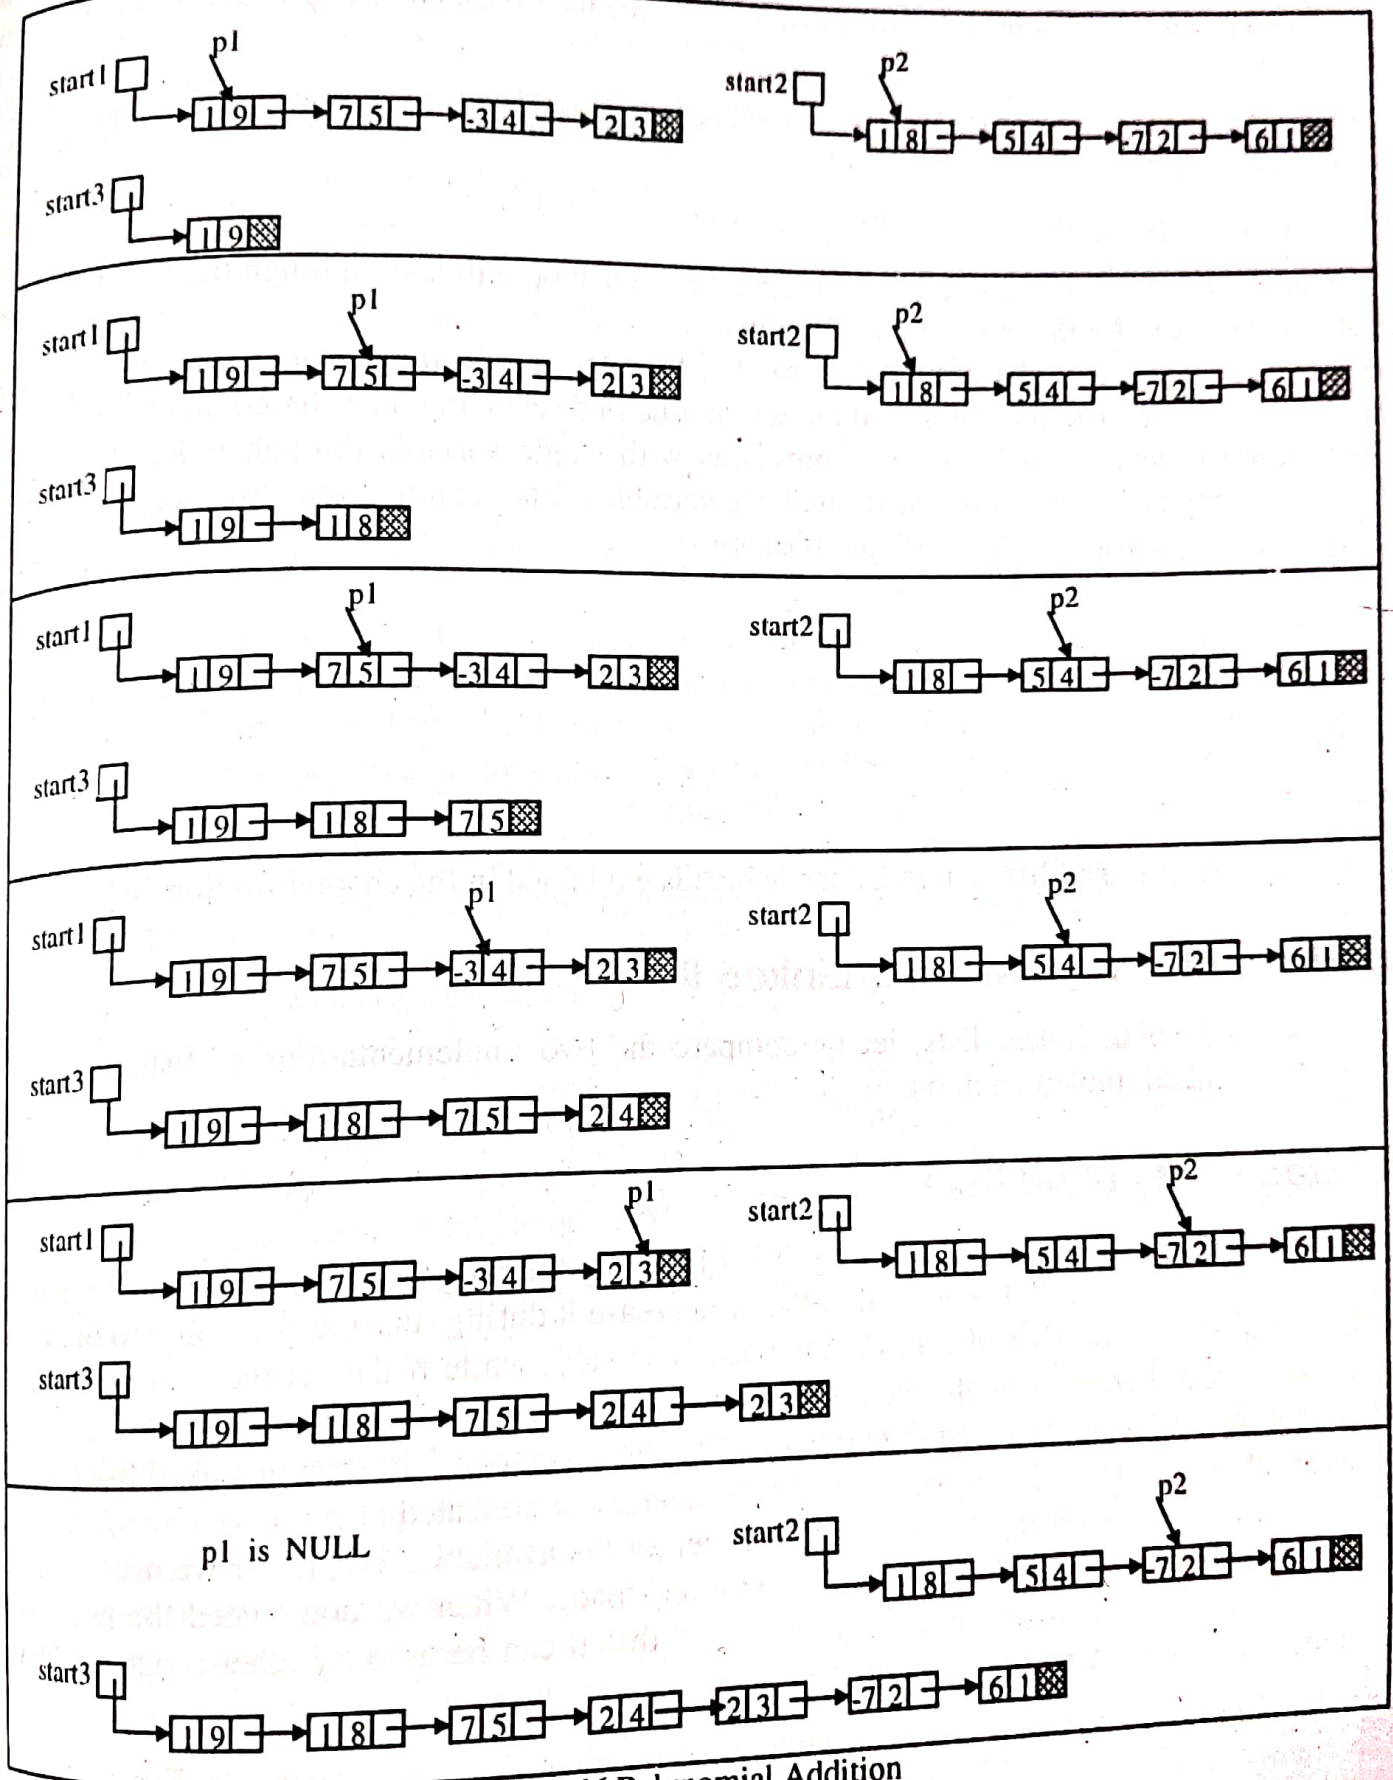 p1
start1
1 9 7 5 -3 4 2 3
p2
start2
1 8 5 4 -7 2 6 1
start3
1 9
p1
start1
1 9 7 5 -3 4 2 3
p2
start2
1 8 5 4 -7 2 6 1
start3
1 9 1 8
p1
start1
1 9 7 5 -3 4 2 3
p2
start2
1 8 5 4 -7 2 6 1
start3
1 9 1 8 7 5
p1
start1
1 9 7 5 -3 4 2 3
p2
start2
1 8 5 4 -7 2 6 1
start3
1 9 1 8 7 5 2 4
p1
start1
1 9 7 5 -3 4 2 3
p2
start2
1 8 5 4 -7 2 6 1
start3
1 9 1 8 7 5 2 4 2 3
p1 is NULL
p2
start2
1 8 5 4 -7 2 6 1
start3
1 9 1 8 7 5 2 4 2 3 -7 2 6 1
Polynomial Addition